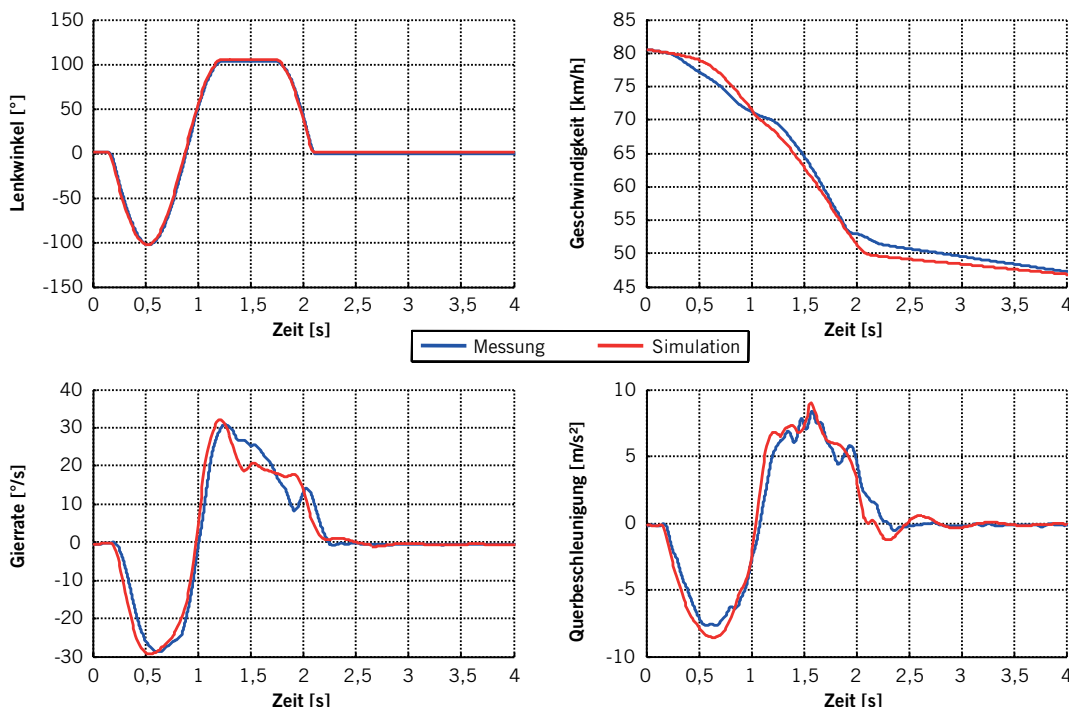 Lenkwinkel [°]
150
100
50
0
-50
-100
-150
0 0,5 1 1,5 2 2,5 3 3,5 4
Zeit [s]
Geschwindigkeit [km/h]
85
80
75
70
65
60
55
50
45
0 0,5 1 1,5 2 2,5 3 3,5 4
Zeit [s]
Messung Simulation
Gierrate [°/s]
40
30
20
10
0
-10
-20
-30
0 0,5 1 1,5 2 2,5 3 3,5 4
Zeit [s]
Querbeschleunigung [m/s²]
10
5
0
-5
-10
0 0,5 1 1,5 2 2,5 3 3,5 4
Zeit [s]